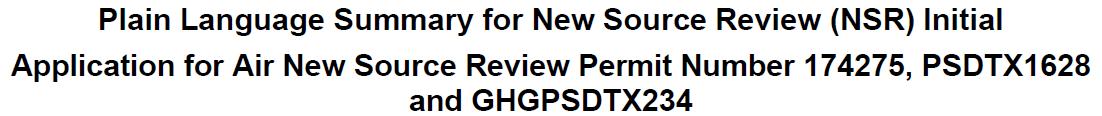 Plain Language Summary for New Source Review (NSR) Initial
Application for Air New Source Review Permit Number 174275, PSDTX1628
and GHGPSDTX234